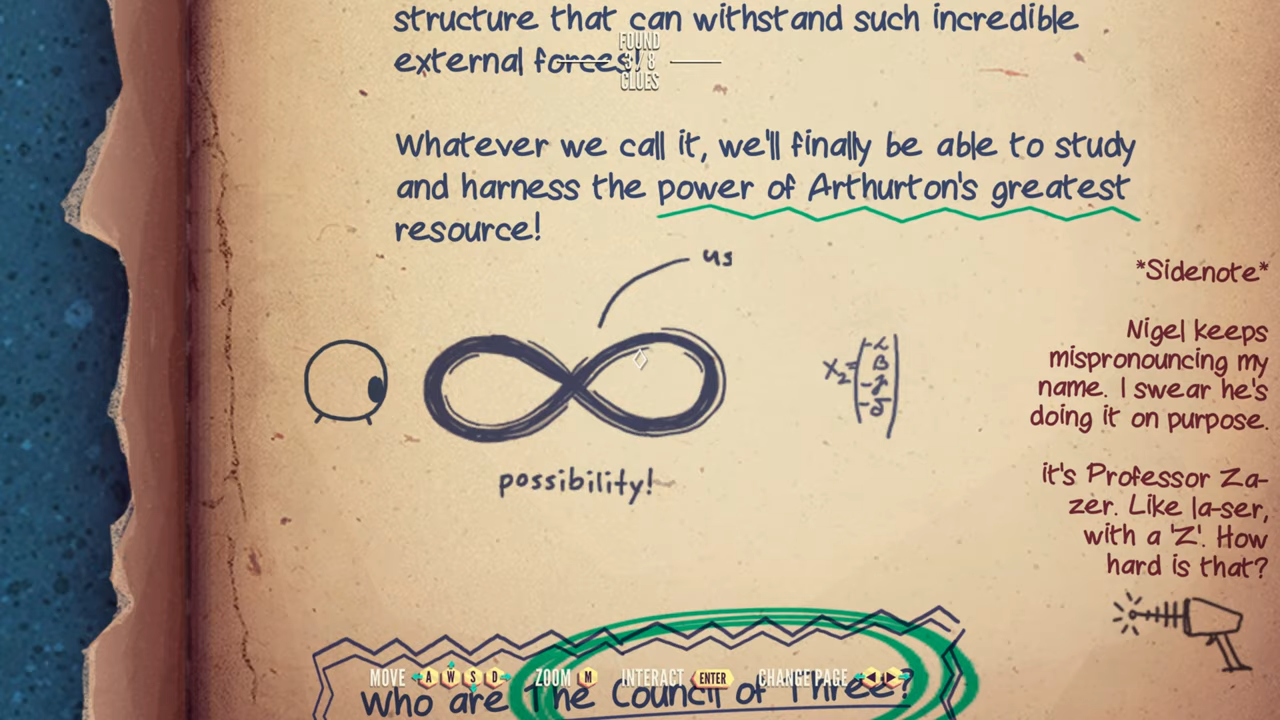 structure that can withstand such incredible
external forces!
FOUND
/8
CLUES
Whatever we call it, we'll finally be able to study
and harness the power of Arthurton's greatest
resource!
us
possibility!
X2=
B
*Sidenote*
Nigel keeps
mispronouncing my
name. I swear he's
doing it on purpose.
it's Professor Za-
zer. Like la-ser,
with a 'Z'. How
hard is that?
who are The Council of Three?
MOVE A W S D ZOOM M INTERACT ENTER CHANGE PAGE